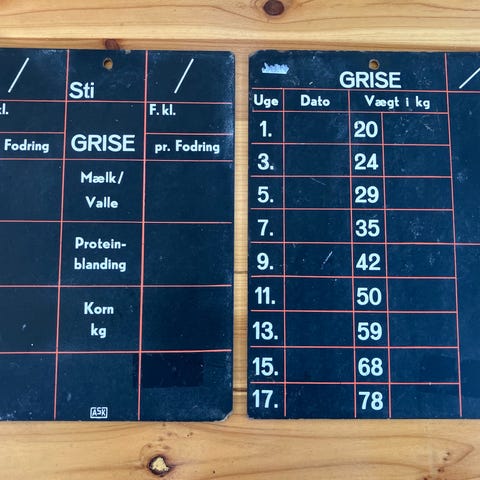 / Sti /
kl. F. kl.
Fodring GRISE pr. Fodring
Mælk/
Valle
Protein-
blanding
Korn
kg
ASK
GRISE /
Uge Dato Vægt i kg
1. 20
3. 24
5. 29
7. 35
9. 42
11. 50
13. 59
15. 68
17. 78